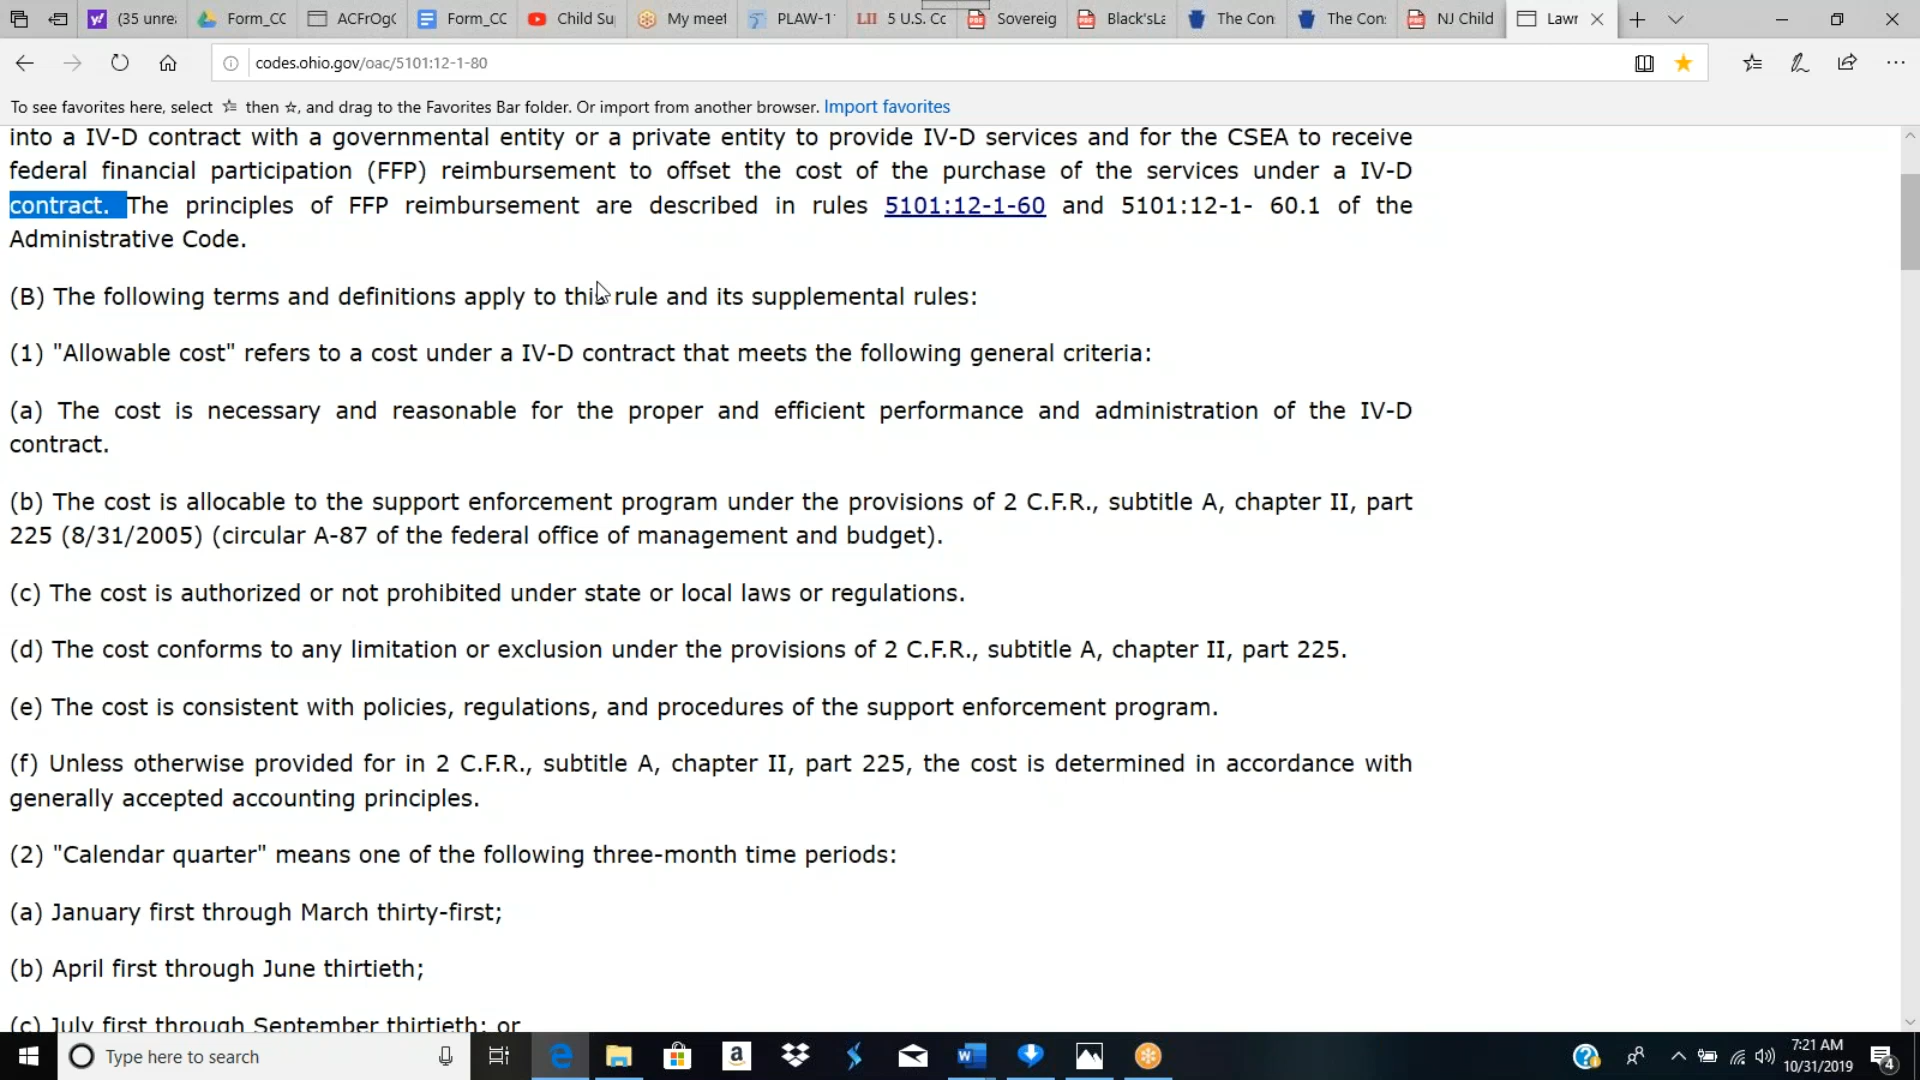 (35 unre
Form_CC
ACFrOgC
Form_CC
Child Su
My meet
PLAW-1
LII 5 U.S. Cc
Sovereig
Black'sLa
The Con
The Con
NJ Child
Lawr
codes.ohio.gov/oac/5101:12-1-80
To see favorites here, select then , and drag to the Favorites Bar folder. Or import from another browser. Import favorites
into a IV-D contract with a governmental entity or a private entity to provide IV-D services and for the CSEA to receive
federal financial participation (FFP) reimbursement to offset the cost of the purchase of the services under a IV-D
contract. The principles of FFP reimbursement are described in rules 5101:12-1-60 and 5101:12-1- 60.1 of the
Administrative Code.
(B) The following terms and definitions apply to this rule and its supplemental rules:
(1) "Allowable cost" refers to a cost under a IV-D contract that meets the following general criteria:
(a) The cost is necessary and reasonable for the proper and efficient performance and administration of the IV-D
contract.
(b) The cost is allocable to the support enforcement program under the provisions of 2 C.F.R., subtitle A, chapter II, part
225 (8/31/2005) (circular A-87 of the federal office of management and budget).
(c) The cost is authorized or not prohibited under state or local laws or regulations.
(d) The cost conforms to any limitation or exclusion under the provisions of 2 C.F.R., subtitle A, chapter II, part 225.
(e) The cost is consistent with policies, regulations, and procedures of the support enforcement program.
(f) Unless otherwise provided for in 2 C.F.R., subtitle A, chapter II, part 225, the cost is determined in accordance with
generally accepted accounting principles.
(2) "Calendar quarter" means one of the following three-month time periods:
(a) January first through March thirty-first;
(b) April first through June thirtieth;
(c) July first through September thirtieth; or
Type here to search
7:21 AM
10/31/2019
4